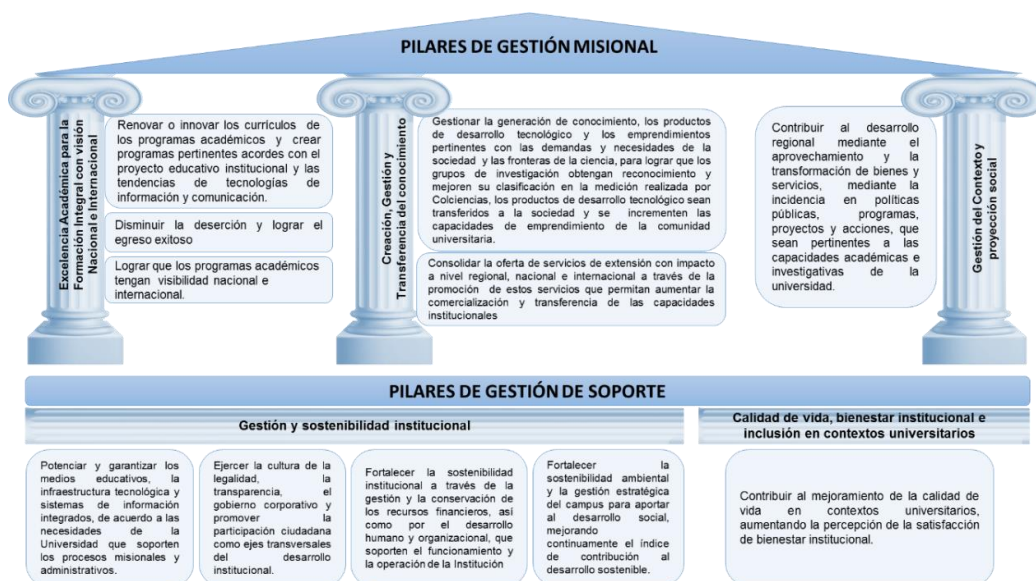 PILARES DE GESTIÓN MISIONAL
Excelencia Académica para la
Formación Integral con visión
Nacional e Internacional
Renovar o innovar los currículos de
los programas académicos y crear
programas pertinentes acordes con el
proyecto educativo institucional y las
tendencias de tecnologías de
información y comunicación.
Disminuir la deserción y lograr el
egreso exitoso
Lograr que los programas académicos
tengan visibilidad nacional e
internacional.
Creación, Gestión y
Transferencia del conocimiento
Gestionar la generación de conocimiento, los productos
de desarrollo tecnológico y los emprendimientos
pertinentes con las demandas y necesidades de la
sociedad y las fronteras de la ciencia, para lograr que los
grupos de investigación obtengan reconocimiento y
mejoren su clasificación en la medición realizada por
Colciencias, los productos de desarrollo tecnológico sean
transferidos a la sociedad y se incrementen las
capacidades de emprendimiento de la comunidad
universitaria.
Consolidar la oferta de servicios de extensión con impacto
a nivel regional, nacional e internacional a través de la
promoción de estos servicios que permitan aumentar la
comercialización y transferencia de las capacidades
institucionales
Contribuir al desarrollo
regional mediante el
aprovechamiento y la
transformación de bienes y
servicios, mediante la
incidencia en políticas
públicas, programas,
proyectos y acciones, que
sean pertinentes a las
capacidades académicas e
investigativas de la
universidad.
Gestión del Contexto y
proyección social
PILARES DE GESTIÓN DE SOPORTE
Gestión y sostenibilidad institucional
Potenciar y garantizar los
medios educativos, la
infraestructura tecnológica y
sistemas de información
integrados, de acuerdo a las
necesidades de la
Universidad que soporten
los procesos misionales y
administrativos.
Ejercer la cultura de la
legalidad, la
transparencia, el
gobierno corporativo y
promover la
participación ciudadana
como ejes transversales
del desarrollo
institucional.
Fortalecer la sostenibilidad
institucional a través de la
gestión y la conservación de
los recursos financieros, así
como por el desarrollo
humano y organizacional, que
soporten el funcionamiento y
la operación de la Institución
Fortalecer la
sostenibilidad ambiental
y la gestión estratégica
del campus para aportar
al desarrollo social,
mejorando
continuamente el índice
de contribución al
desarrollo sostenible.
Calidad de vida, bienestar institucional e
inclusión en contextos universitarios
Contribuir al mejoramiento de la calidad de
vida en contextos universitarios,
aumentando la percepción de la satisfacción
de bienestar institucional.